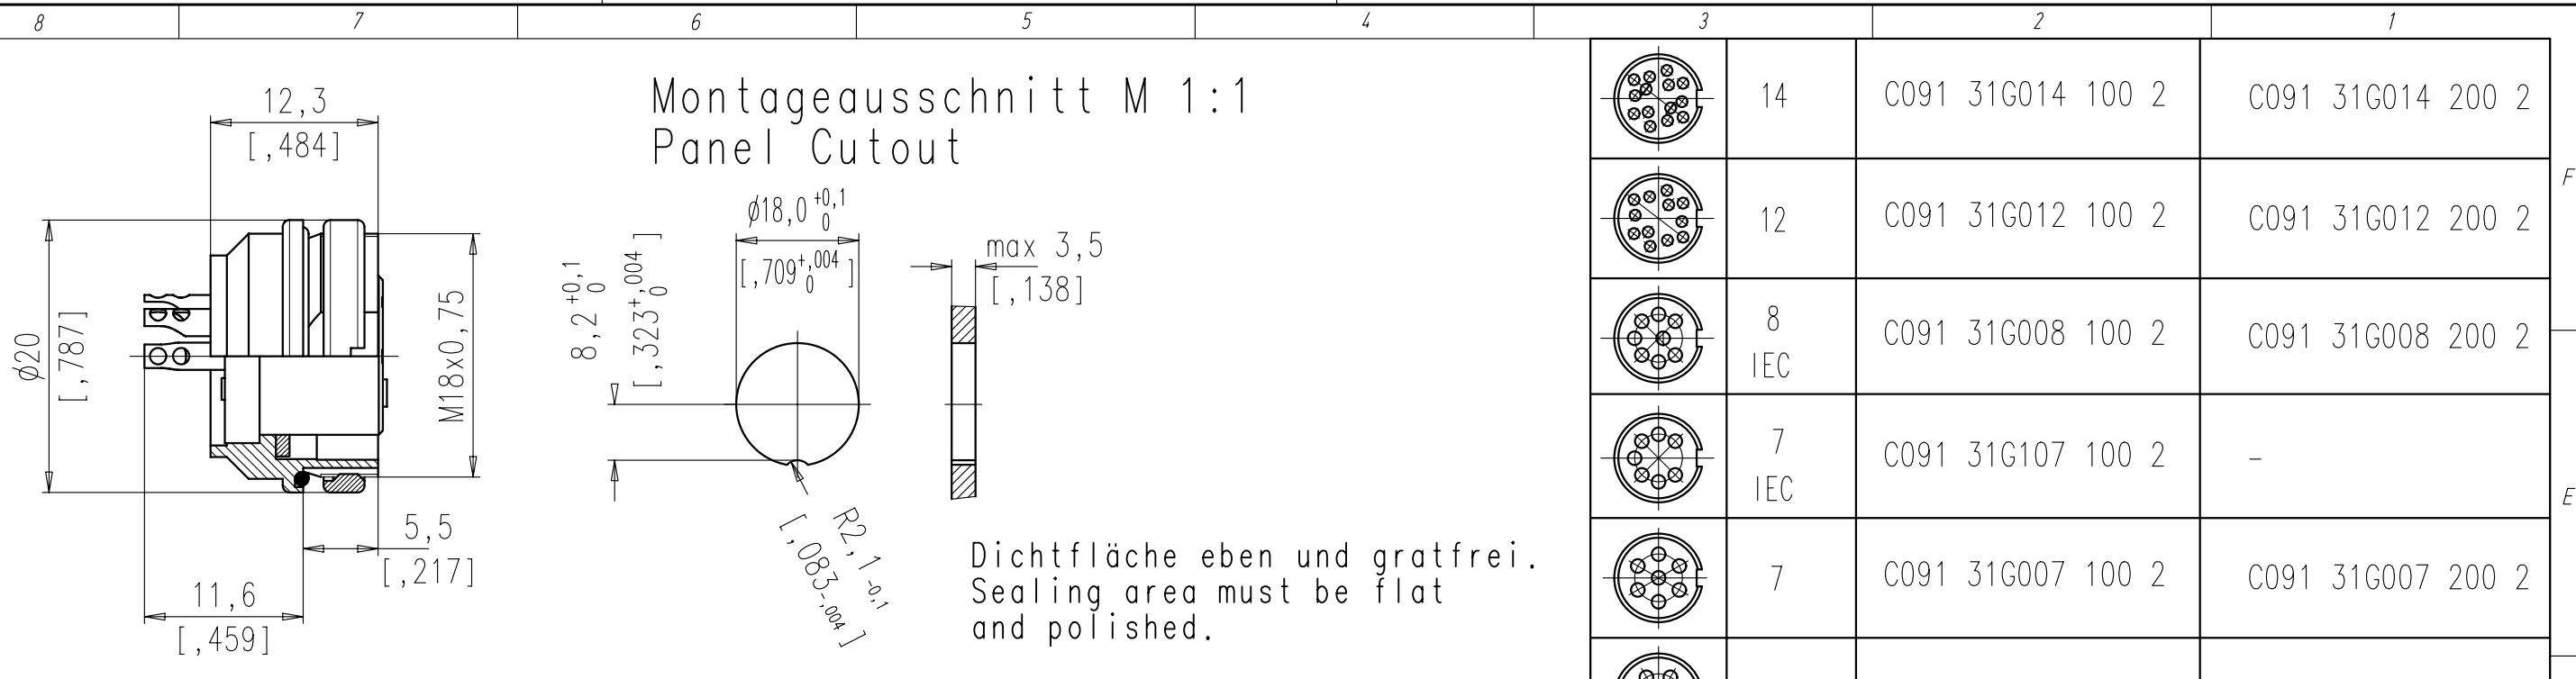 8 7 6 5 4 3 2 1
12,3
[,484]
Montageausschnitt M 1:1
Panel Cutout
ø20
[,787]
M18x0,75
5,5
[,217]
11,6
[,459]
ø18,0 +0,1 0
[,709 +,004 0]
8,2 +0,1 0
[,323 +,004 0]
max 3,5
[,138]
R2,1 -0,1
[,083-,004]
Dichtfläche eben und gratfrei.
Sealing area must be flat
and polished.
14 C091 31G014 100 2 C091 31G014 200 2
12 C091 31G012 100 2 C091 31G012 200 2
8 IEC C091 31G008 100 2 C091 31G008 200 2
7 IEC C091 31G107 100 2 -
7 C091 31G007 100 2 C091 31G007 200 2
F
E